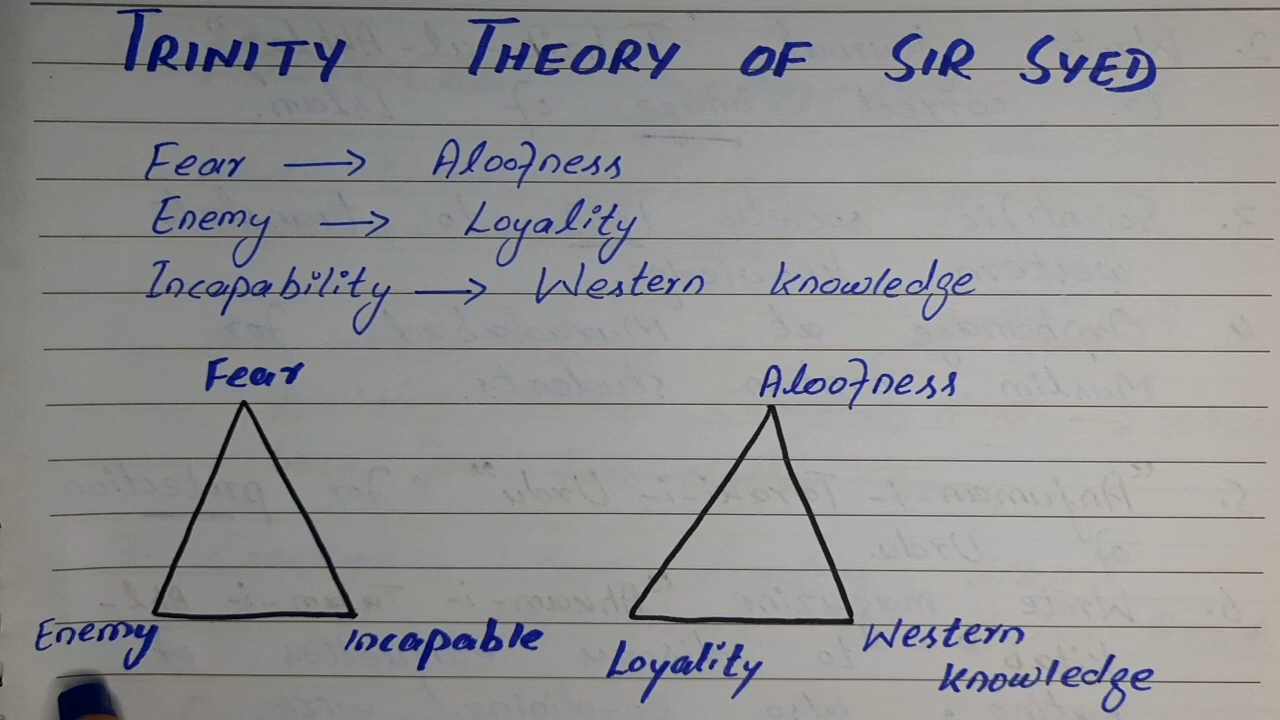 TRINITY THEORY OF SIR SYED
Fear → Aloofness
Enemy → Loyality
Incapability → Western knowledge
Fear
Aloofness
Enemy
Incapable
Loyality
Western
knowledge